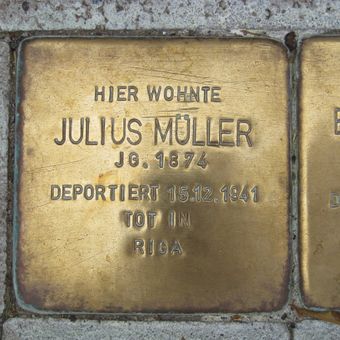 HIER WOHNTE
JULIUS MÜLLER
JG. 1874
DEPORTIERT 15.12.1941
TOT IN
RIGA